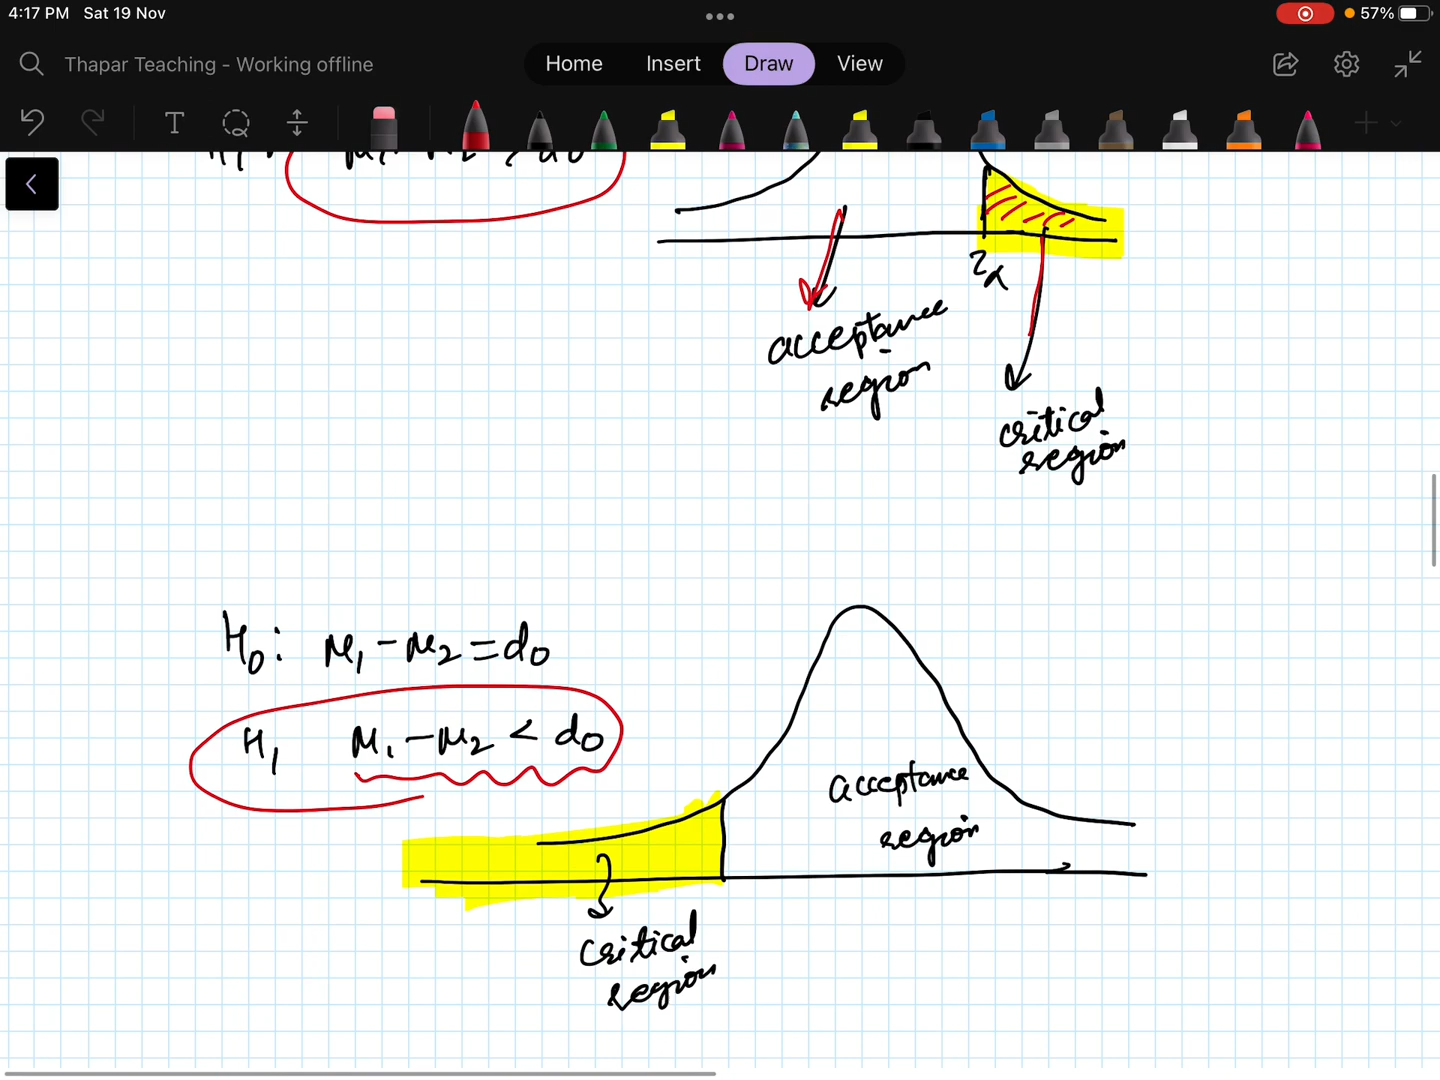 4:17 PM Sat 19 Nov
57%
Thapar Teaching - Working offline
Home Insert Draw View
T
zα
acceptance
region
critical
region
H0: μ1 - μ2 = d0
H1 μ1 - μ2 < d0
acceptance
region
critical
region